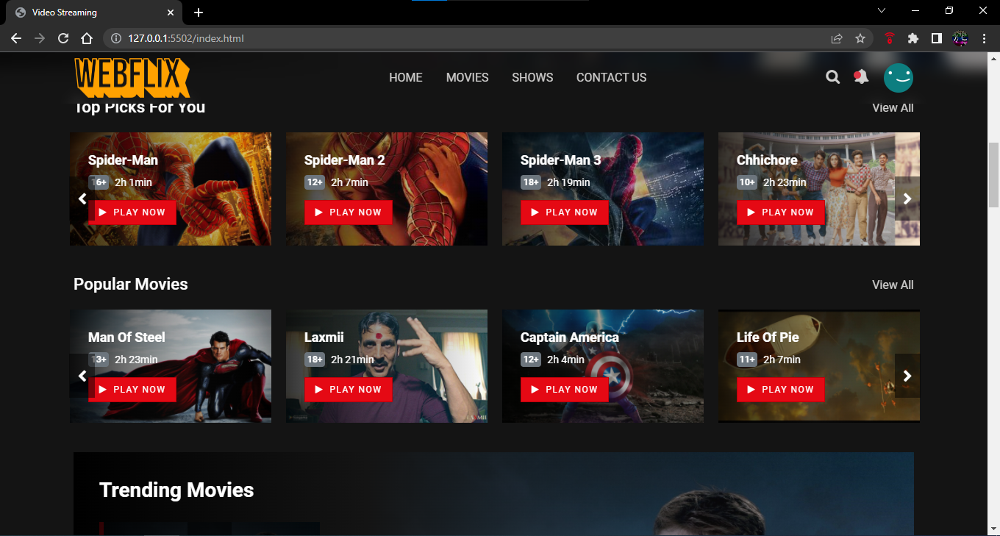 Video Streaming
127.0.0.1:5502/index.html
WEBFLIX
HOME MOVIES SHOWS CONTACT US
Top Picks For You
View All
Spider-Man
6+ 2h 1min
PLAY NOW
Spider-Man 2
12+ 2h 7min
PLAY NOW
Spider-Man 3
18+ 2h 19min
PLAY NOW
Chhichore
10+ 2h 23min
PLAY NOW
Popular Movies
View All
Man Of Steel
13+ 2h 23min
PLAY NOW
Laxmii
18+ 2h 21min
PLAY NOW
Captain America
12+ 2h 4min
PLAY NOW
Life Of Pie
11+ 2h 7min
PLAY NOW
Trending Movies